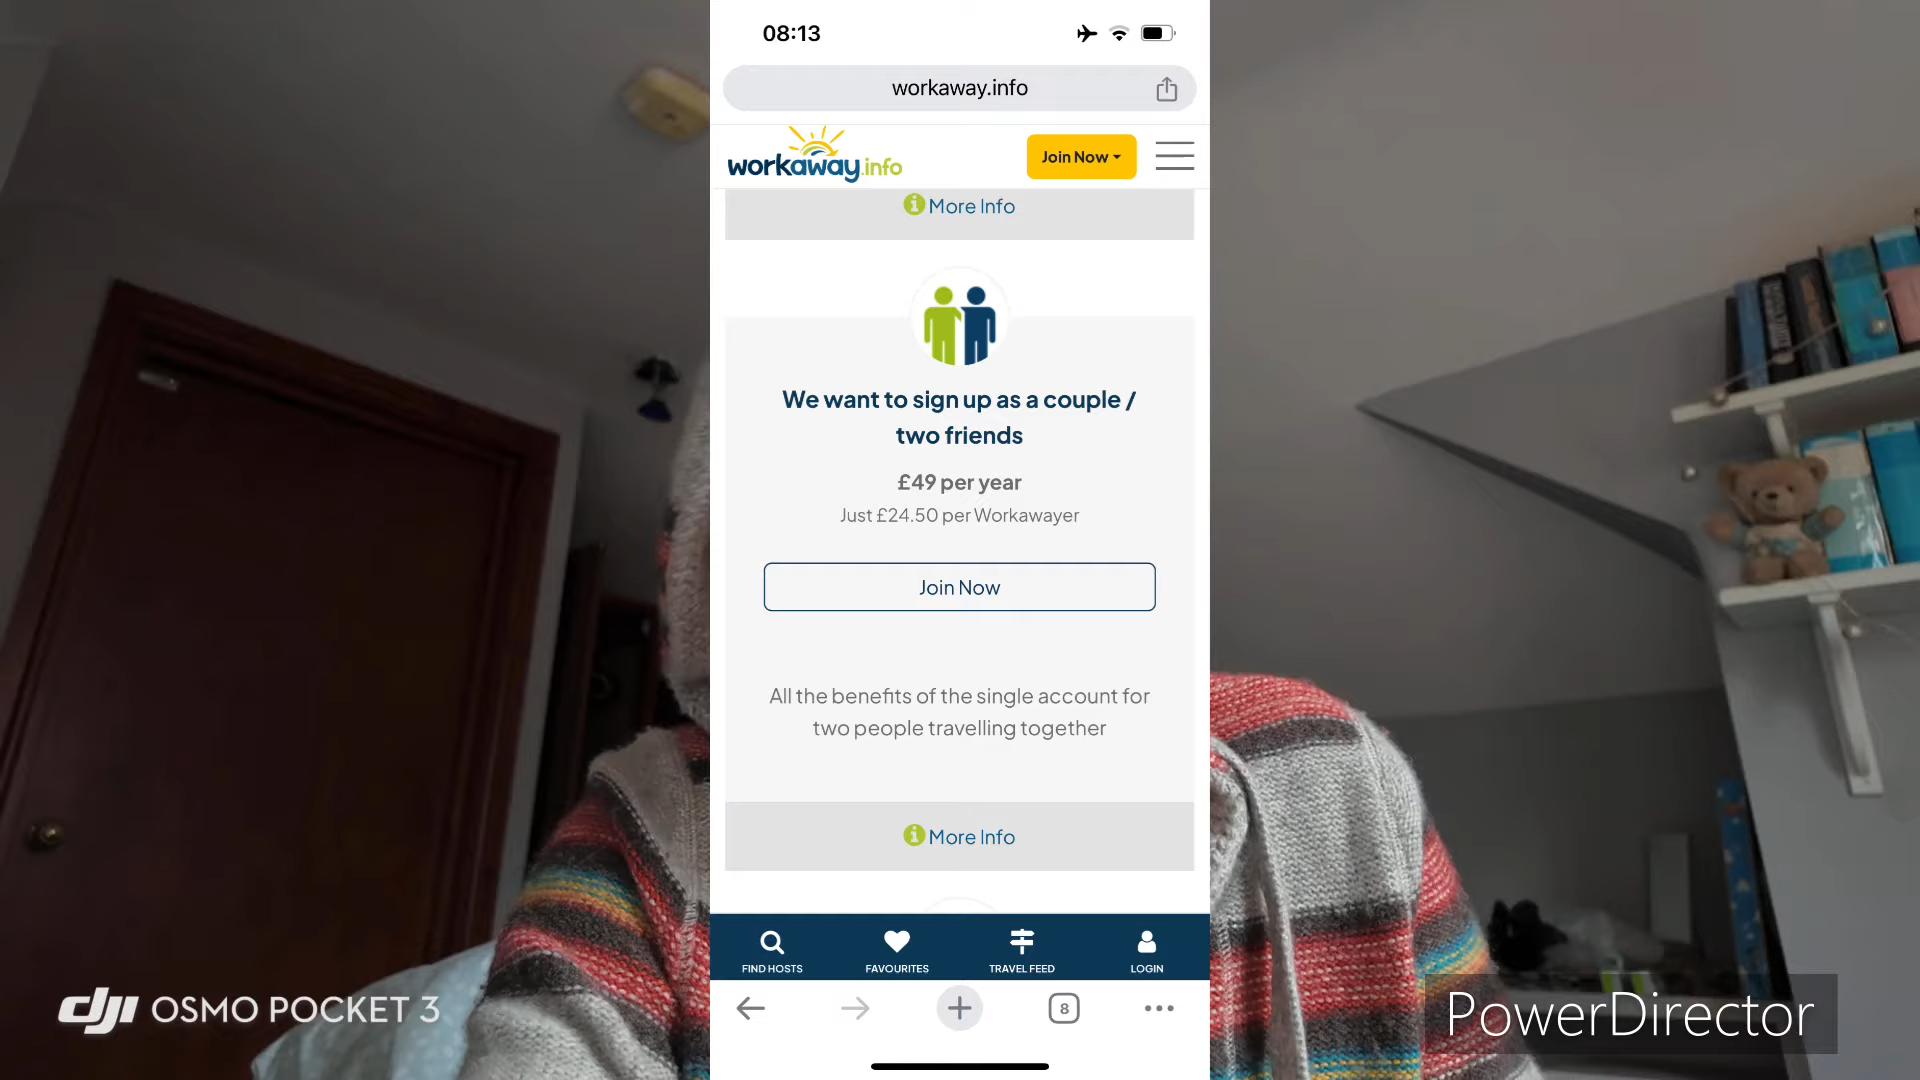 08:13
workaway.info
workaway.info
Join Now
More Info
We want to sign up as a couple /
two friends
£49 per year
Just £24.50 per Workawayer
Join Now
All the benefits of the single account for
two people travelling together
More Info
FIND HOSTS
FAVOURITES
TRAVEL FEED
LOGIN
8
dji OSMO POCKET 3
PowerDirector